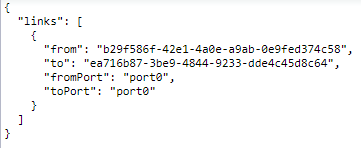 {
  "links": [
    {
      "from": "b29f586f-42e1-4a0e-a9ab-0e9fed374c58",
      "to": "ea716b87-3be9-4844-9233-dde4c45d8c64",
      "fromPort": "port0",
      "toPort": "port0"
    }
  ]
}